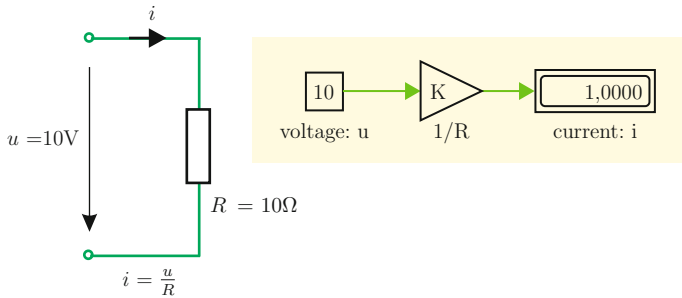 i
u =10V
R = 10Ω
i = u/R
10
K
1,0000
voltage: u
1/R
current: i